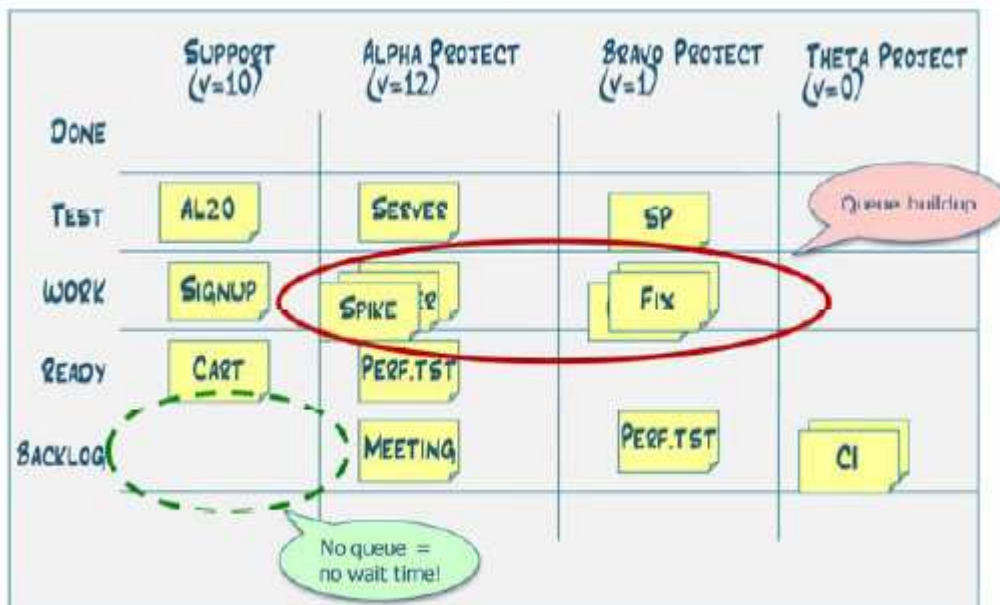 SUPPORT
(V=10)
ALPHA PROJECT
(V=12)
BRAVO PROJECT
(V=1)
THETA PROJECT
(V=0)
DONE
TEST
AL20
SERVER
SP
Queue buildup
WORK
SIGNUP
SPIKE
ER
FIX
READY
CART
PERF.TST
BACKLOG
MEETING
PERF.TST
CI
No queue =
no wait time!